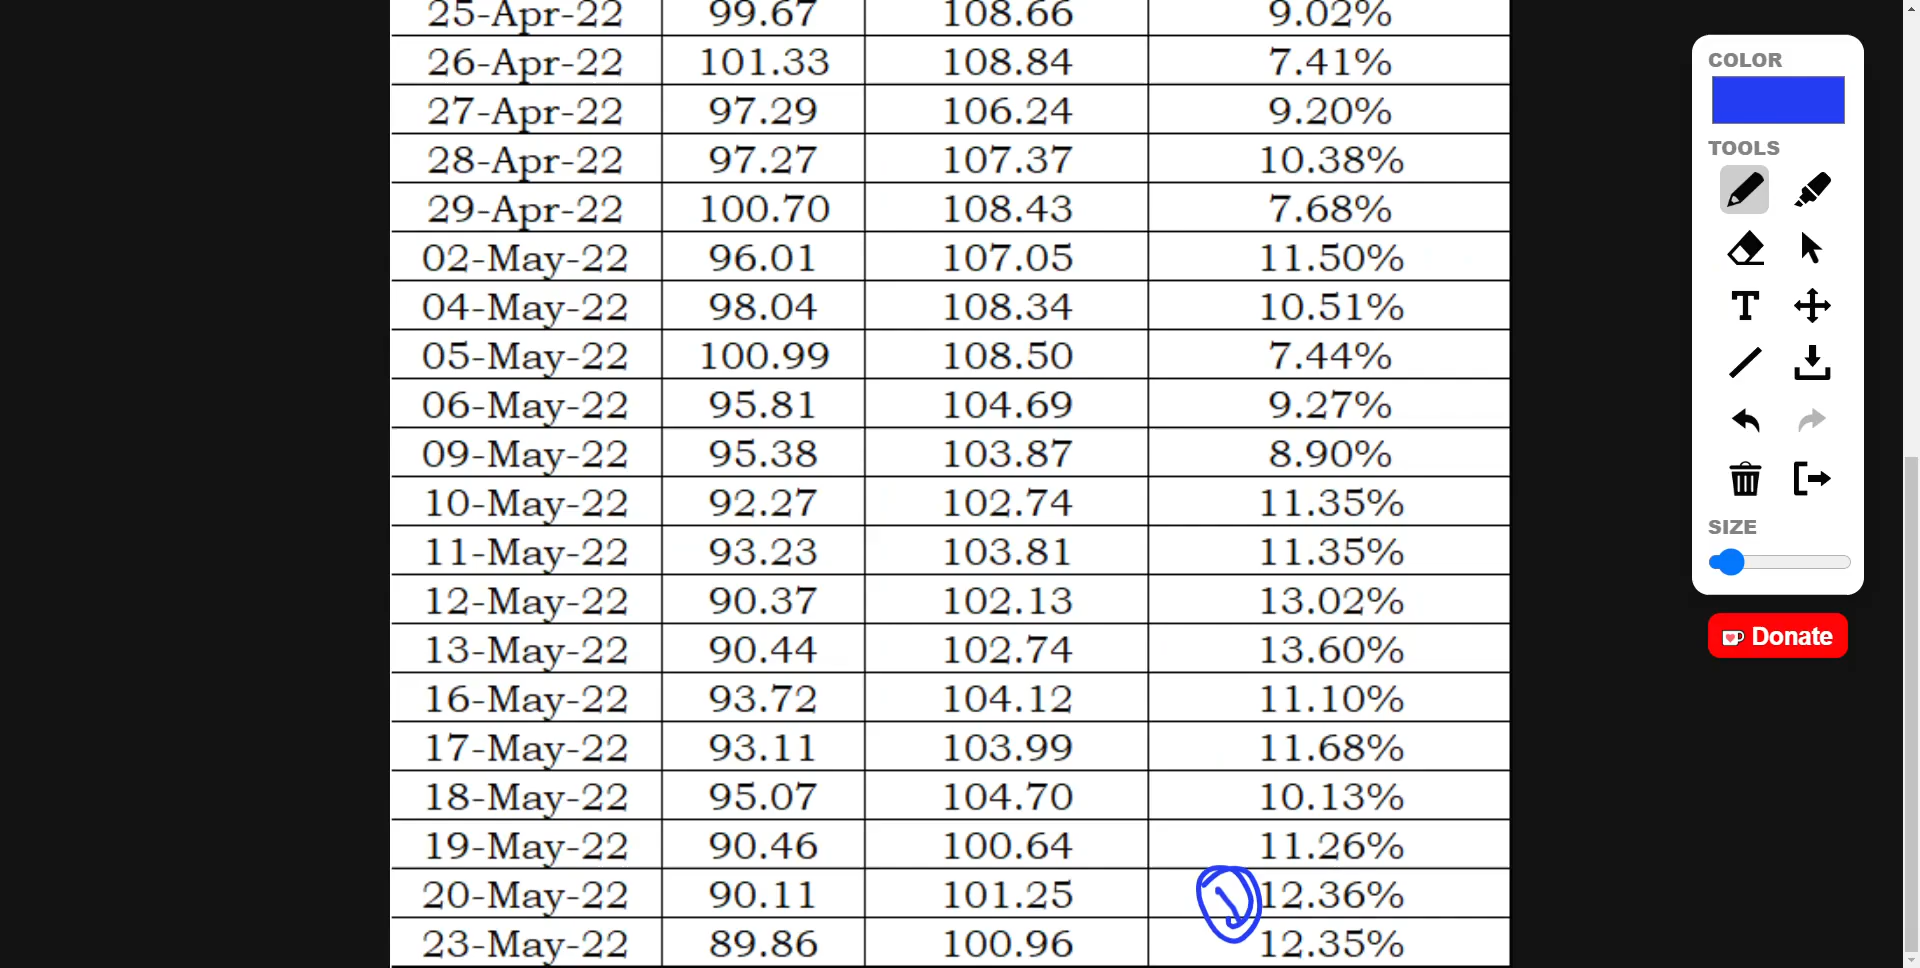 25-Apr-22 99.67 108.66 9.02%
26-Apr-22 101.33 108.84 7.41%
27-Apr-22 97.29 106.24 9.20%
28-Apr-22 97.27 107.37 10.38%
29-Apr-22 100.70 108.43 7.68%
02-May-22 96.01 107.05 11.50%
04-May-22 98.04 108.34 10.51%
05-May-22 100.99 108.50 7.44%
06-May-22 95.81 104.69 9.27%
09-May-22 95.38 103.87 8.90%
10-May-22 92.27 102.74 11.35%
11-May-22 93.23 103.81 11.35%
12-May-22 90.37 102.13 13.02%
13-May-22 90.44 102.74 13.60%
16-May-22 93.72 104.12 11.10%
17-May-22 93.11 103.99 11.68%
18-May-22 95.07 104.70 10.13%
19-May-22 90.46 100.64 11.26%
20-May-22 90.11 101.25 12.36%
23-May-22 89.86 100.96 12.35%
COLOR
TOOLS
T
SIZE
Donate